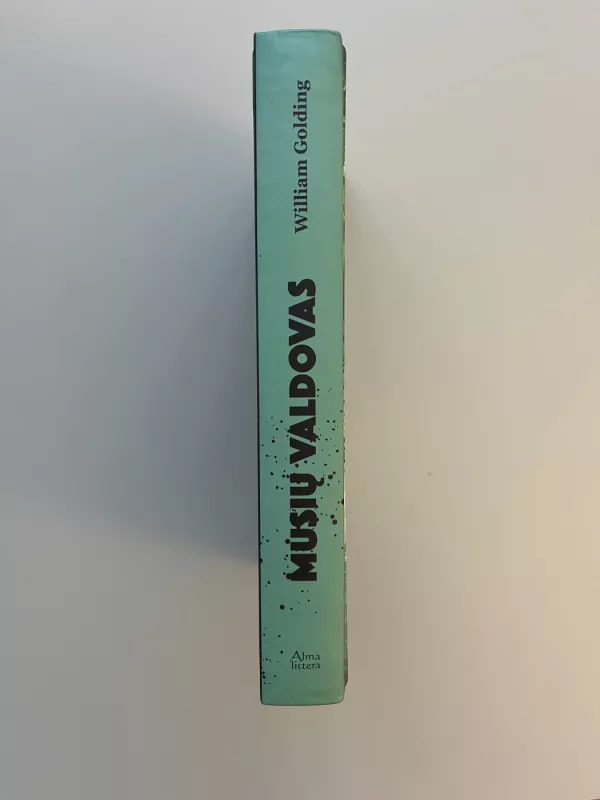 William Golding
MUSIŲ VALDOVAS
Alma
littera